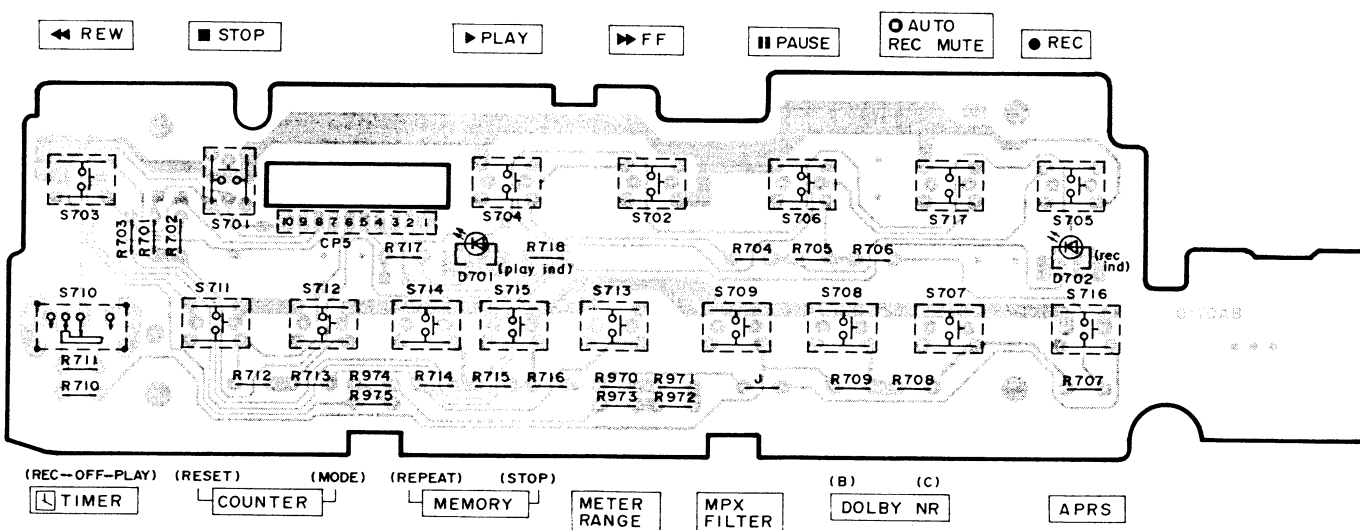 ◀◀ REW
■ STOP
▶ PLAY
▶▶ FF
II PAUSE
AUTO
REC MUTE
● REC
S703
S701
S704
S702
S706
S717
S705
R703
R701
R702
10 9 8 7 6 5 4 3 2 1
CP5
R717
D701
(play ind)
R718
R704
R705
R706
D702
(rec
ind)
S710
S711
S712
S714
S715
S713
S709
S708
S707
S716
R711
R710
R712
R713
R974
R975
R714
R715
R716
R970
R973
R971
R972
J
R709
R708
R707
(REC-OFF-PLAY)
TIMER
(RESET)
(MODE)
COUNTER
(REPEAT)
(STOP)
MEMORY
METER
RANGE
MPX
FILTER
(B)
(C)
DOLBY NR
APRS